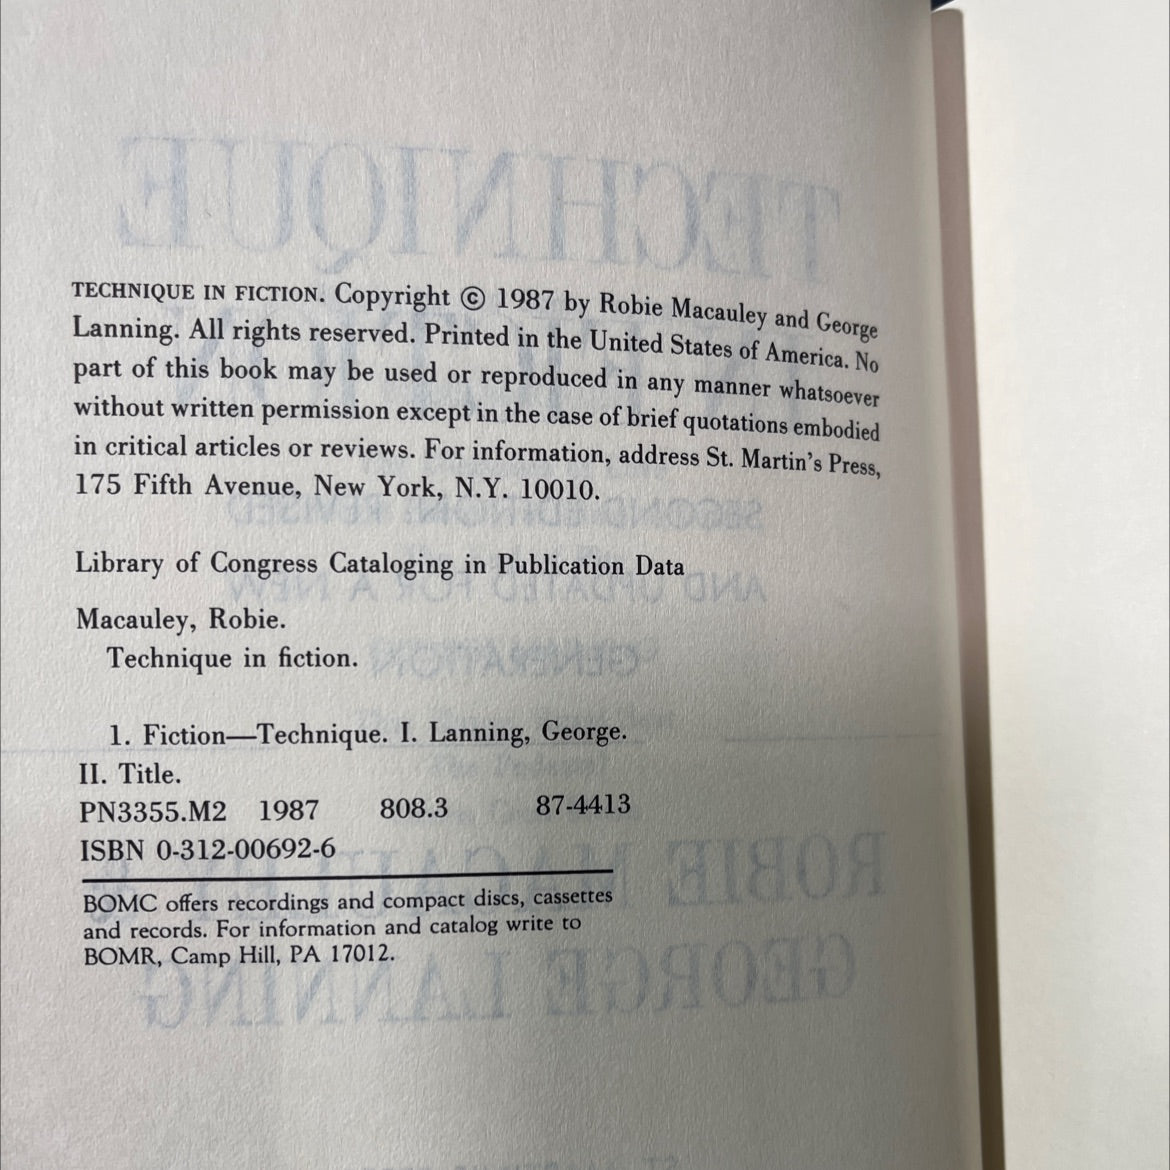 TECHNIQUE IN FICTION. Copyright © 1987 by Robie Macauley and George
Lanning. All rights reserved. Printed in the United States of America. No
part of this book may be used or reproduced in any manner whatsoever
without written permission except in the case of brief quotations embodied
in critical articles or reviews. For information, address St. Martin's Press,
175 Fifth Avenue, New York, N.Y. 10010.
Library of Congress Cataloging in Publication Data
Macauley, Robie.
Technique in fiction.
1. Fiction—Technique. I. Lanning, George.
II. Title.
PN3355.M2 1987 808.3 87-4413
ISBN 0-312-00692-6
BOMC offers recordings and compact discs, cassettes
and records. For information and catalog write to
BOMR, Camp Hill, PA 17012.